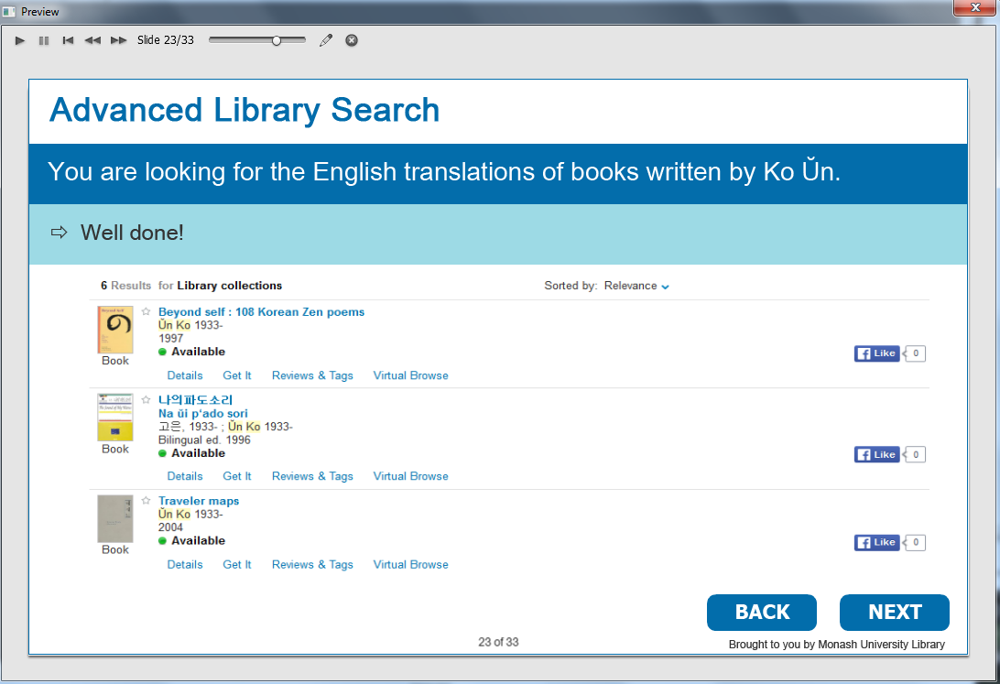 Preview
Slide 23/33
Advanced Library Search
You are looking for the English translations of books written by Ko Ŭn.
⇨ Well done!
6 Results for Library collections
Sorted by: Relevance
Beyond self : 108 Korean Zen poems
Ŭn Ko 1933-
1997
Available
Book
Like 0
Details Get It Reviews & Tags Virtual Browse
나의파도소리
Na ŭi p'ado sori
고은, 1933- ; Ŭn Ko 1933-
Bilingual ed. 1996
Available
Book
Like 0
Details Get It Reviews & Tags Virtual Browse
Traveler maps
Ŭn Ko 1933-
2004
Available
Book
Like 0
Details Get It Reviews & Tags Virtual Browse
BACK NEXT
23 of 33
Brought to you by Monash University Library